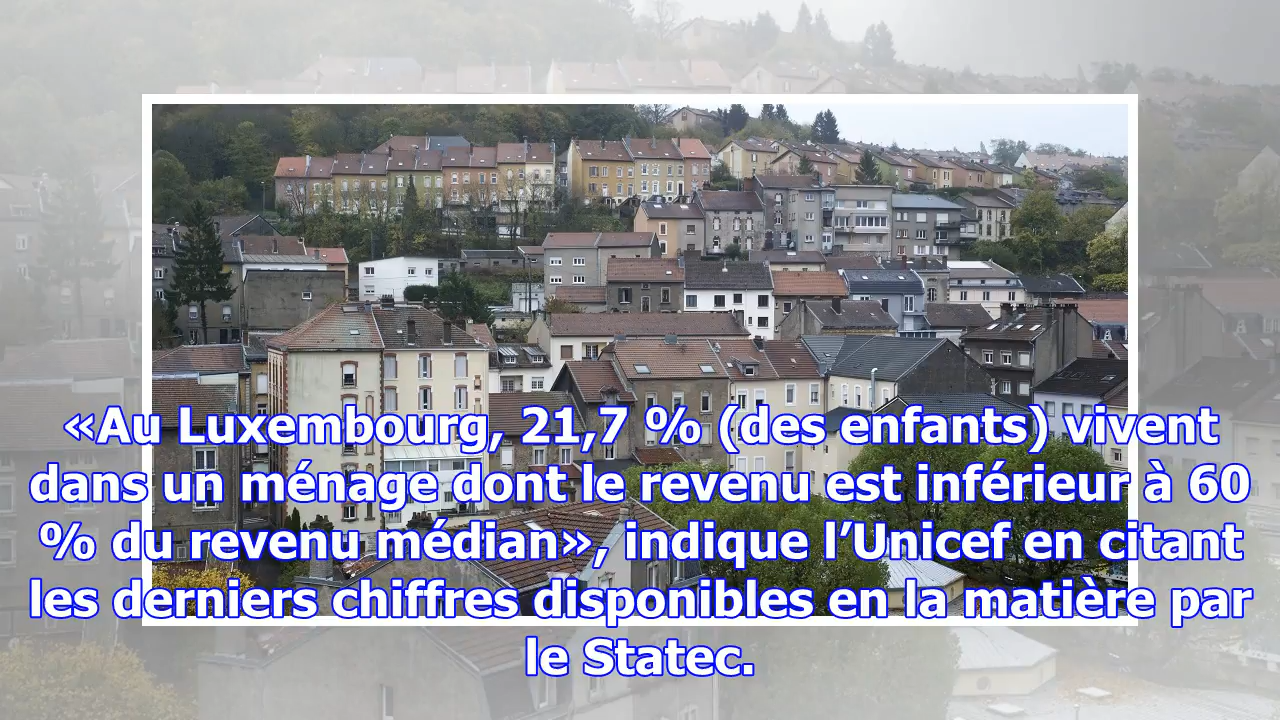 «Au Luxembourg, 21,7 % (des enfants) vivent
dans un ménage dont le revenu est inférieur à 60
% du revenu médian», indique l’Unicef en citant
les derniers chiffres disponibles en la matière par
le Statec.